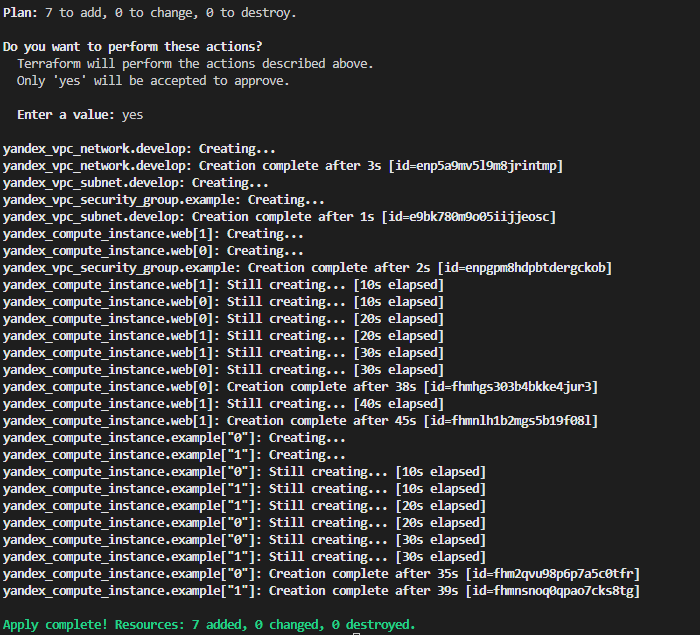 Plan: 7 to add, 0 to change, 0 to destroy.
Do you want to perform these actions?
Terraform will perform the actions described above.
Only 'yes' will be accepted to approve.
Enter a value: yes
yandex_vpc_network.develop: Creating...
yandex_vpc_network.develop: Creation complete after 3s [id=enp5a9mv5l9m8jrintmp]
yandex_vpc_subnet.develop: Creating...
yandex_vpc_security_group.example: Creating...
yandex_vpc_subnet.develop: Creation complete after 1s [id=e9bk780m9o05iijjeosc]
yandex_compute_instance.web[1]: Creating...
yandex_compute_instance.web[0]: Creating...
yandex_vpc_security_group.example: Creation complete after 2s [id=enpgpm8hdpbtdergckob]
yandex_compute_instance.web[1]: Still creating... [10s elapsed]
yandex_compute_instance.web[0]: Still creating... [10s elapsed]
yandex_compute_instance.web[0]: Still creating... [20s elapsed]
yandex_compute_instance.web[1]: Still creating... [20s elapsed]
yandex_compute_instance.web[1]: Still creating... [30s elapsed]
yandex_compute_instance.web[0]: Still creating... [30s elapsed]
yandex_compute_instance.web[0]: Creation complete after 38s [id=fhmhgs303b4bkke4jur3]
yandex_compute_instance.web[1]: Still creating... [40s elapsed]
yandex_compute_instance.web[1]: Creation complete after 45s [id=fhmnlh1b2mgs5b19f08l]
yandex_compute_instance.example["0"]: Creating...
yandex_compute_instance.example["1"]: Creating...
yandex_compute_instance.example["0"]: Still creating... [10s elapsed]
yandex_compute_instance.example["1"]: Still creating... [10s elapsed]
yandex_compute_instance.example["1"]: Still creating... [20s elapsed]
yandex_compute_instance.example["0"]: Still creating... [20s elapsed]
yandex_compute_instance.example["0"]: Still creating... [30s elapsed]
yandex_compute_instance.example["1"]: Still creating... [30s elapsed]
yandex_compute_instance.example["0"]: Creation complete after 35s [id=fhm2qvu98p6p7a5c0tfr]
yandex_compute_instance.example["1"]: Creation complete after 39s [id=fhmnsnoq0qpao7cks8tg]
Apply complete! Resources: 7 added, 0 changed, 0 destroyed.